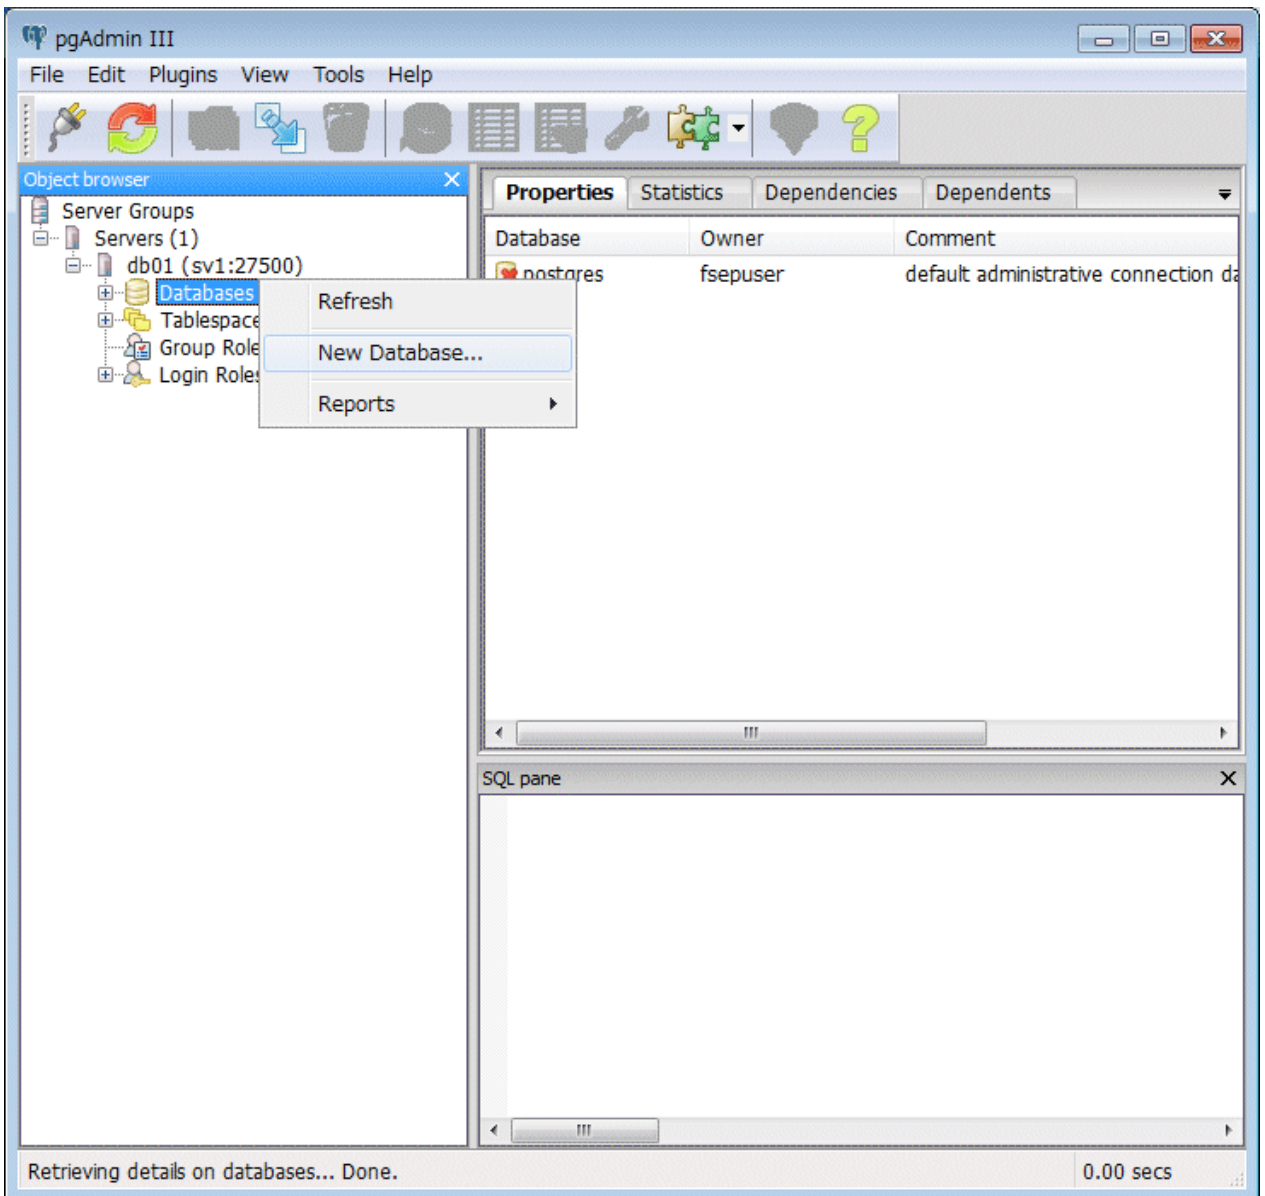 pgAdmin III
File Edit Plugins View Tools Help
Object browser
Server Groups
Servers (1)
db01 (sv1:27500)
Databases
Tablespace
Group Role
Login Roles
Refresh
New Database...
Reports
Properties Statistics Dependencies Dependents
Database Owner Comment
postgres fsepuser default administrative connection da
SQL pane
Retrieving details on databases... Done. 0.00 secs